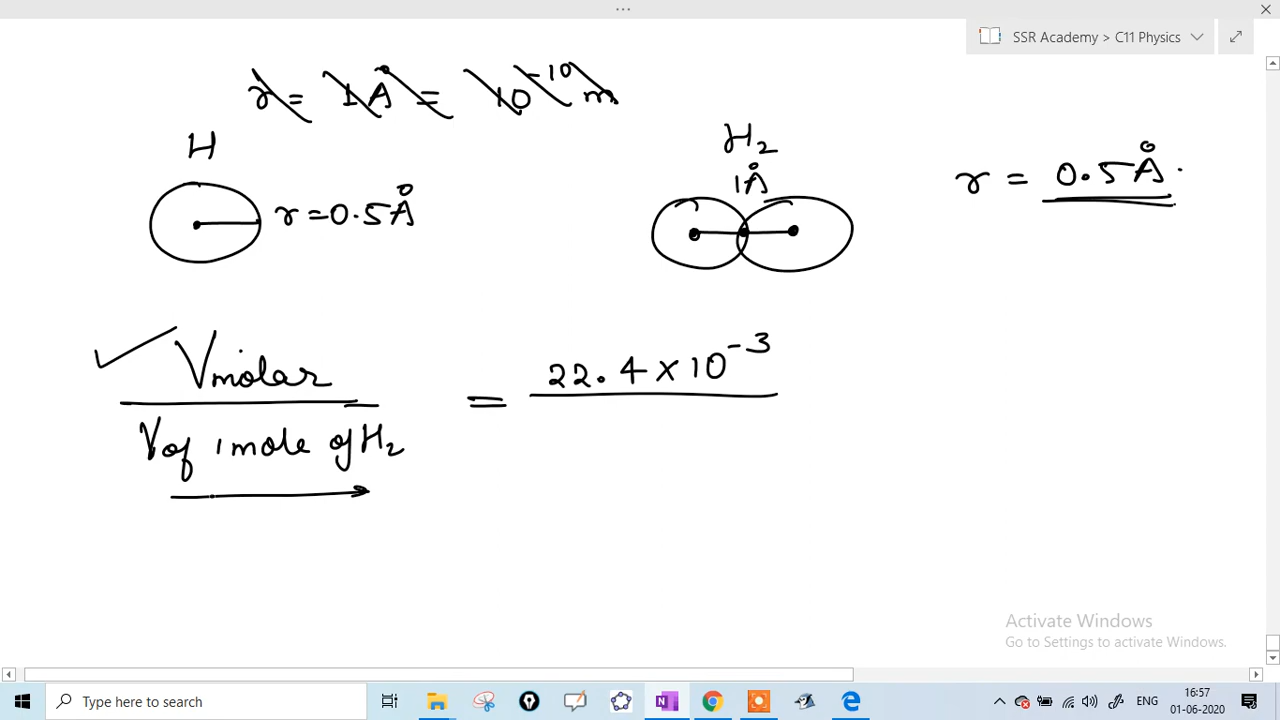 ...
SSR Academy > C11 Physics
r = 1Å = 10⁻¹⁰ m
H
H₂
1Å
r = 0.5Å
r = 0.5Å.
Vmolar
V of 1 mole of H₂
= 22.4 × 10⁻³
Activate Windows
Go to Settings to activate Windows.
Type here to search
ENG
16:57
01-06-2020